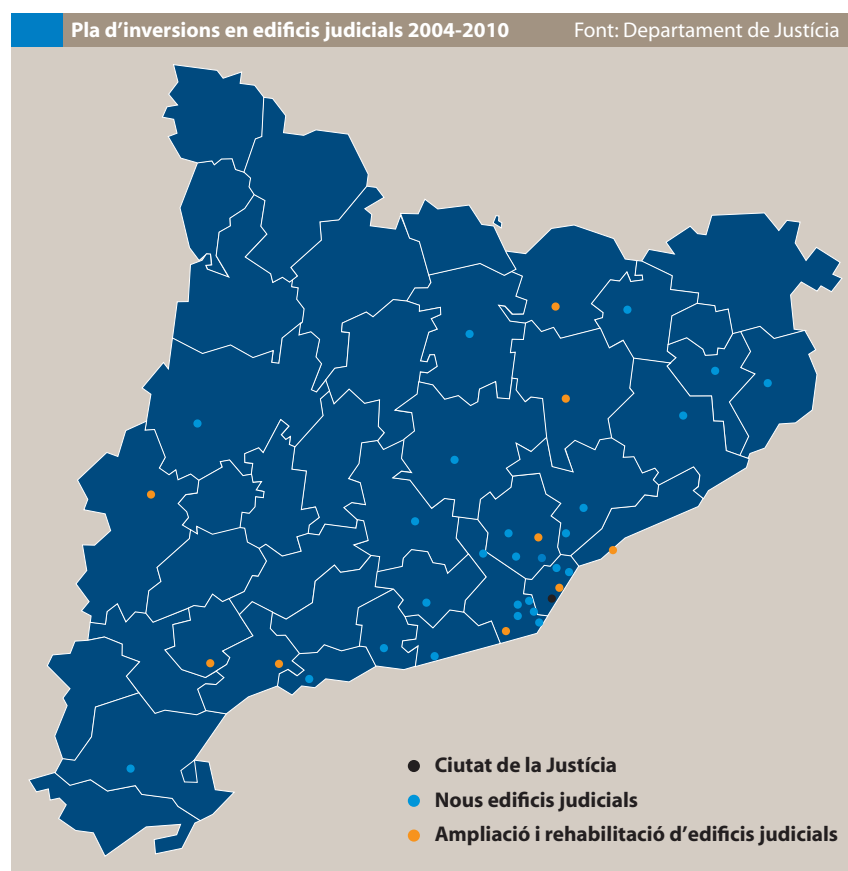 Pla d’inversions en edificis judicials 2004-2010 Font: Departament de Justícia
Ciutat de la Justícia
Nous edificis judicials
Ampliació i rehabilitació d’edificis judicials